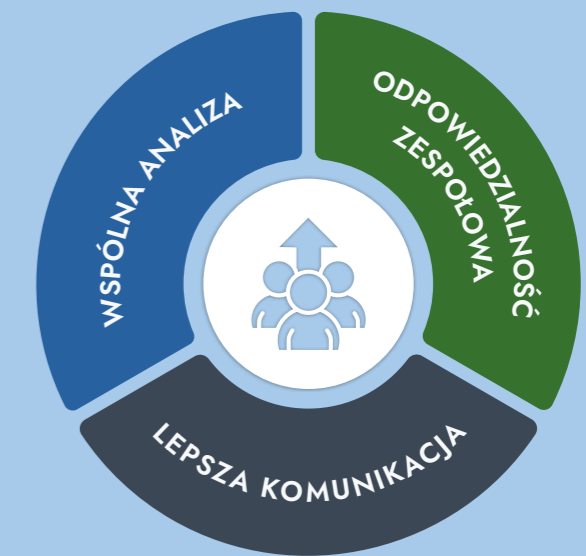 WSPÓLNA ANALIZA
ODPOWIEDZIALNOŚĆ
ZESPOŁOWA
LEPSZA KOMUNIKACJA